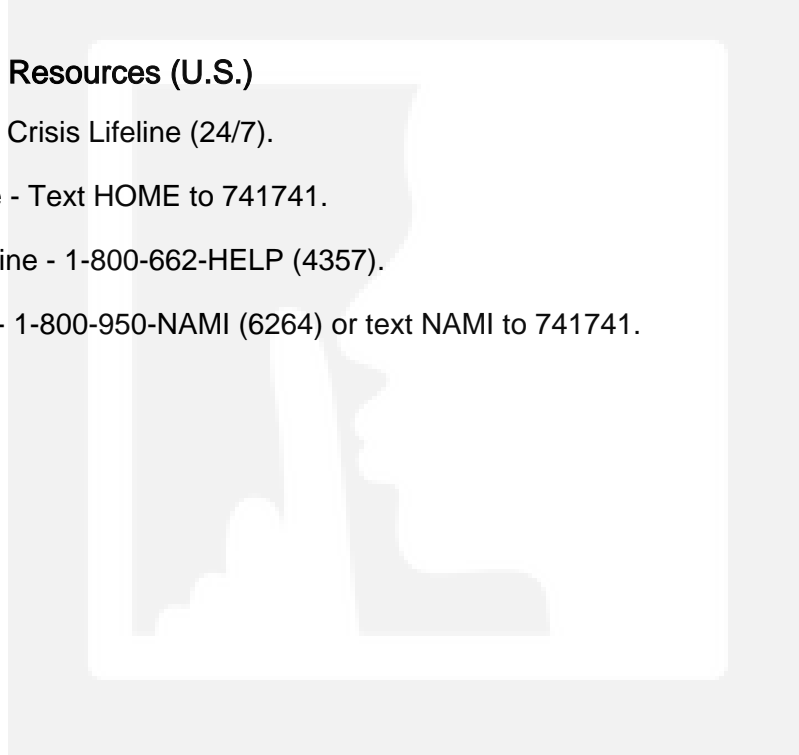 Resources (U.S.)
Crisis Lifeline (24/7).
- Text HOME to 741741.
- 1-800-662-HELP (4357).
- 1-800-950-NAMI (6264) or text NAMI to 741741.